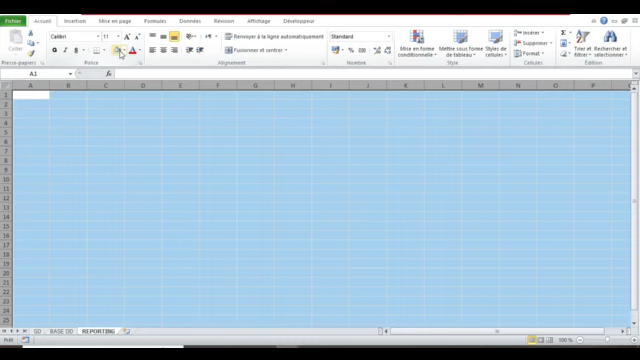 Fichier Accueil Insertion Mise en page Formules Données Révision Affichage Développeur
Coller
Calibri 11
Renvoyer à la ligne automatiquement
Standard
Insérer
G I S
Fusionner et centrer
% 000
Mise en forme conditionnelle
Mettre sous forme de tableau
Styles de cellules
Supprimer
Format
Trier et filtrer
Rechercher et sélectionner
Presse-papiers Police Alignement Nombre Style Cellules Édition
A1 fx
A B C D E F G H I K L M N O P
1
2
3
4
5
6
7
8
9
10
11
12
13
14
15
16
17
18
19
20
21
22
23
24
25
GD BASE DD REPORTING
Prêt 100 %